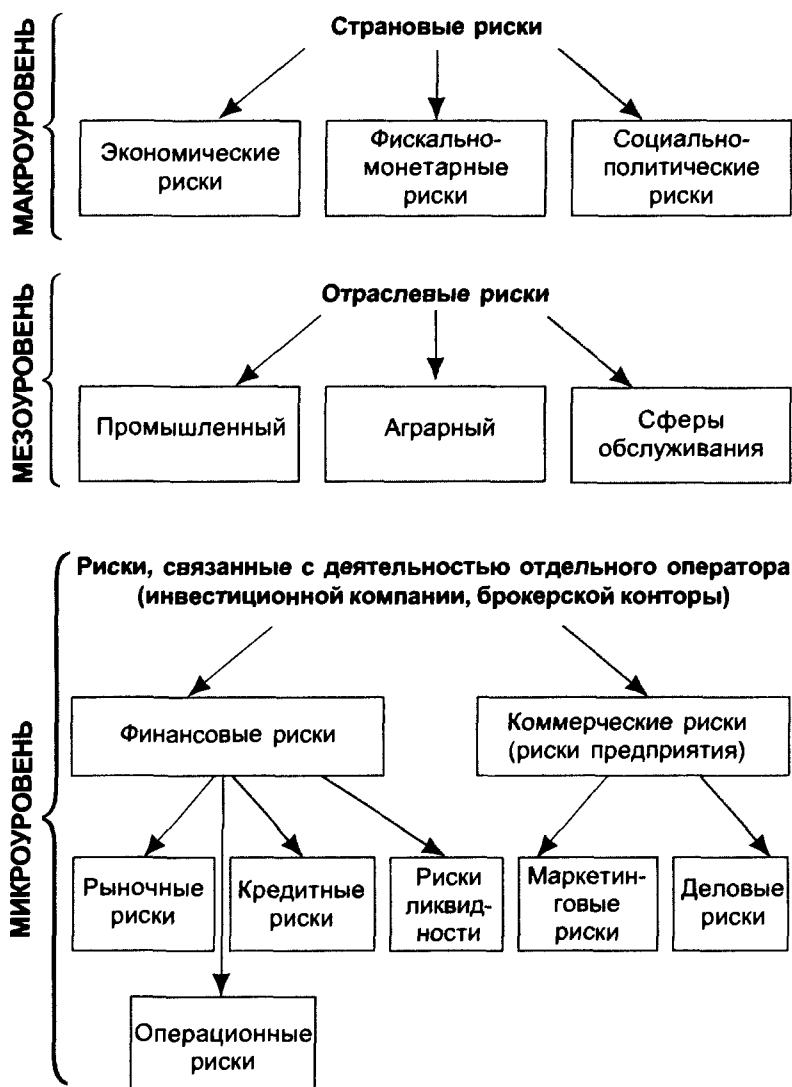 МАКРОУРОВЕНЬ
Страновые риски
Экономические
риски
Фискально-
монетарные
риски
Социально-
политические
риски
МЕЗОУРОВЕНЬ
Отраслевые риски
Промышленный
Аграрный
Сферы
обслуживания
МИКРОУРОВЕНЬ
Риски, связанные с деятельностью отдельного оператора
(инвестиционной компании, брокерской конторы)
Финансовые риски
Коммерческие риски
(риски предприятия)
Рыночные
риски
Кредитные
риски
Риски
ликвид-
ности
Маркетин-
говые
риски
Деловые
риски
Операционные
риски